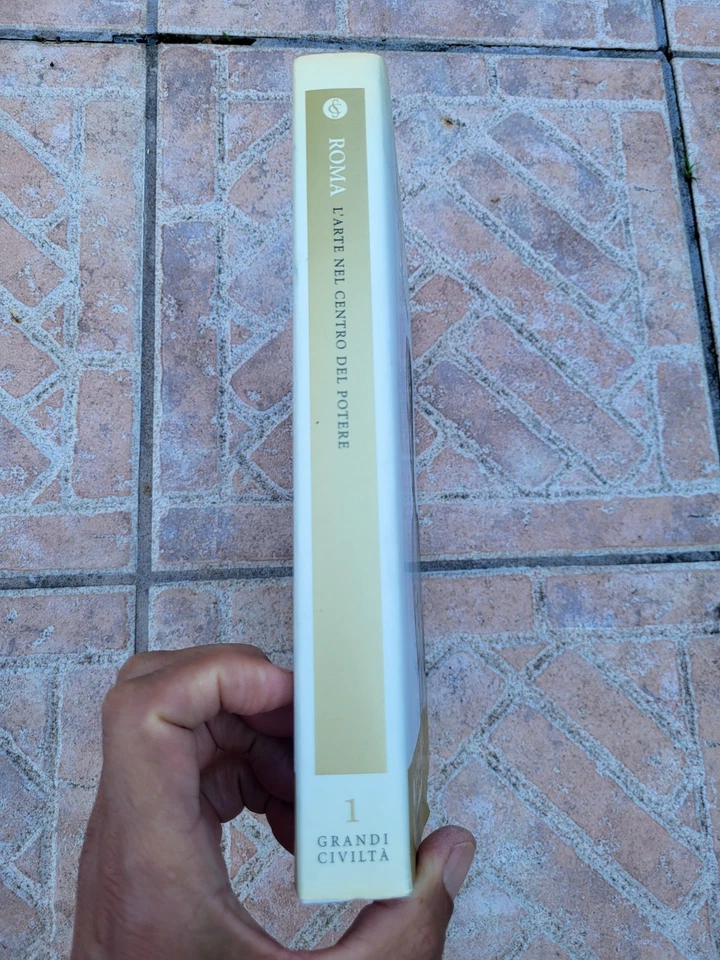 ROMA L'ARTE NEL CENTRO DEL POTERE
1
GRANDI
CIVILTÀ